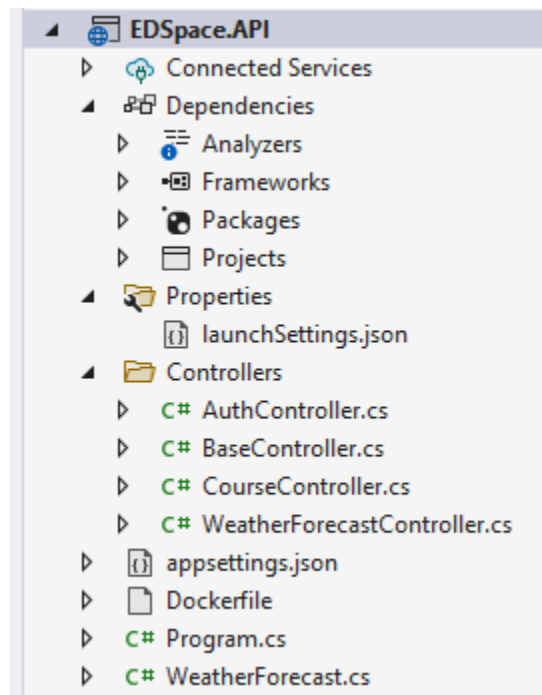 EDSpace.API
Connected Services
Dependencies
Analyzers
Frameworks
Packages
Projects
Properties
launchSettings.json
Controllers
C# AuthController.cs
C# BaseController.cs
C# CourseController.cs
C# WeatherForecastController.cs
appsettings.json
Dockerfile
C# Program.cs
C# WeatherForecast.cs